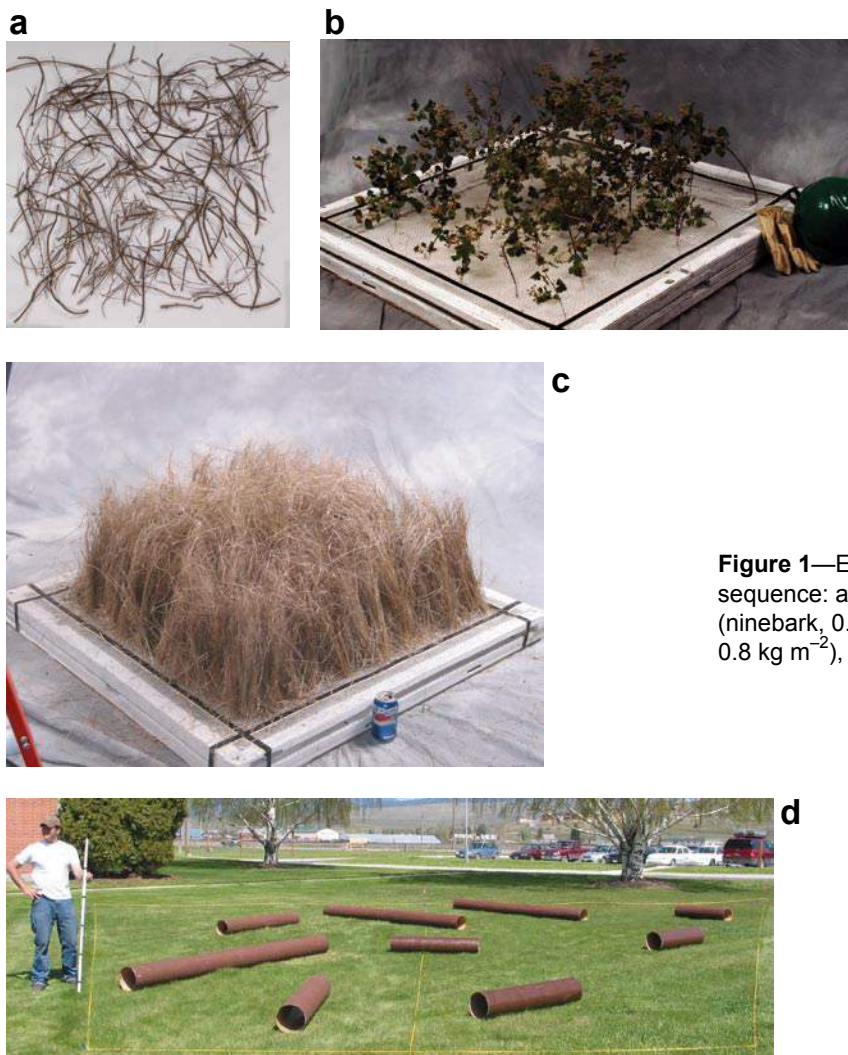 a
b
c
Figure 1—E
sequence: a
(ninebark, 0.
0.8 kg m⁻²),
d